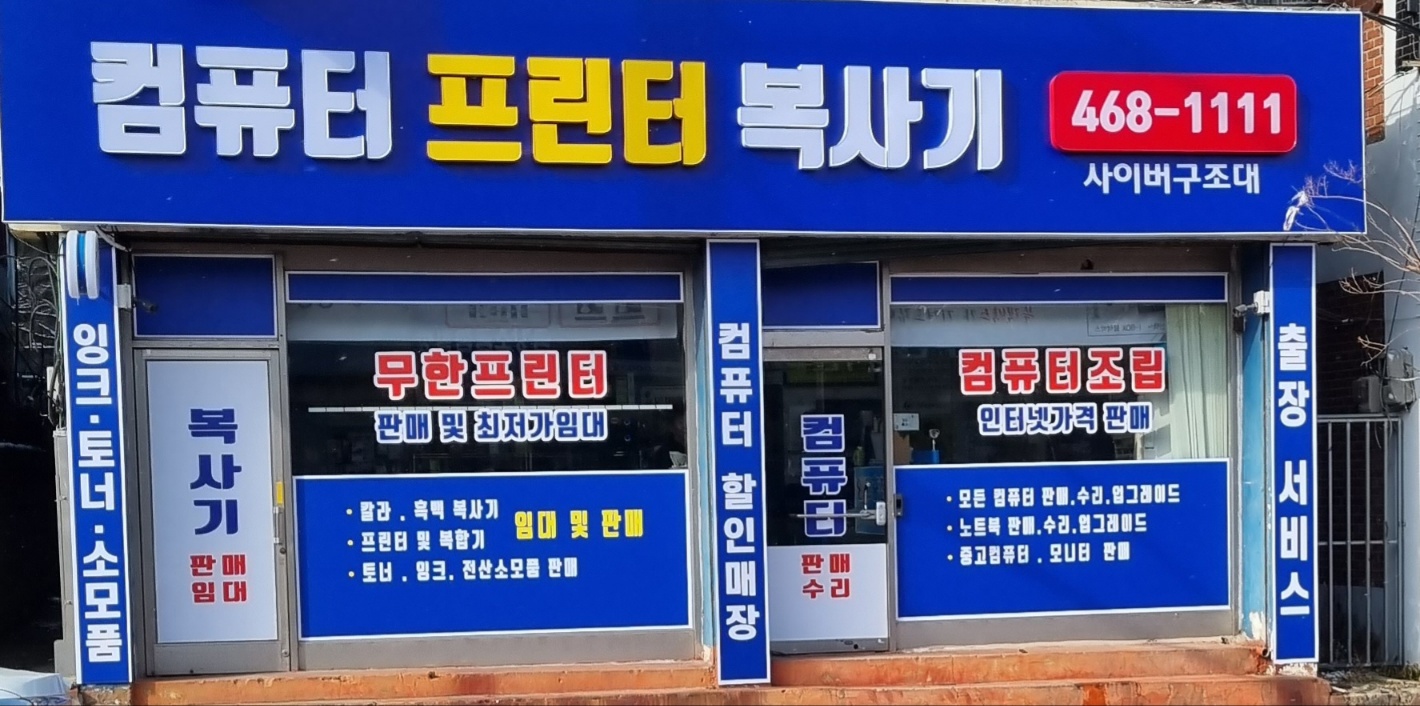 컴퓨터 프린터 복사기
468-1111
사이버구조대
잉크·토너·소모품
복사기
판매
임대
무한프린터
판매 및 최저가임대
• 칼라 . 흑백 복사기
• 프린터 및 복합기
임대 및 판매
• 토너 . 잉크. 전산소모품 판매
컴퓨터 할인매장
컴퓨터
판매
수리
컴퓨터조립
인터넷가격 판매
• 모든 컴퓨터 판매.수리.업그레이드
• 노트북 판매.수리.업그레이드
• 중고컴퓨터 . 모니터 판매
출장 서비스